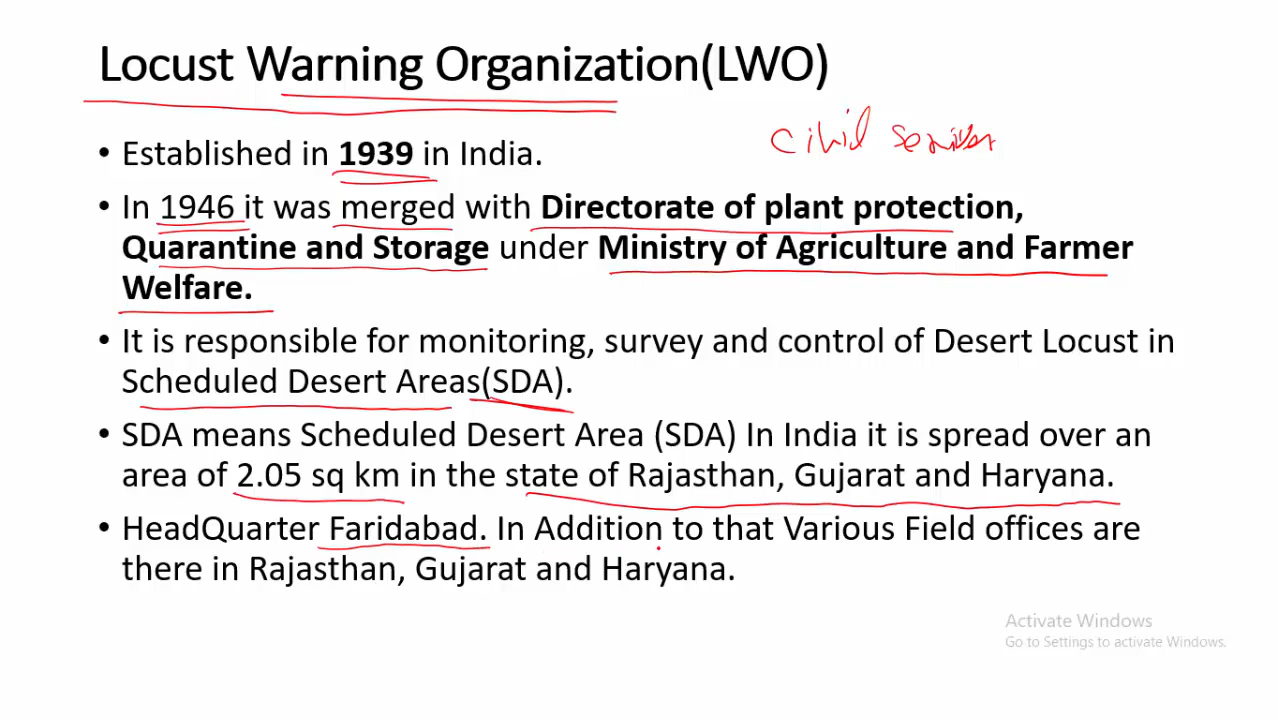 Locust Warning Organization(LWO)
civil
• Established in 1939 in India.
• In 1946 it was merged with Directorate of plant protection,
Quarantine and Storage under Ministry of Agriculture and Farmer
Welfare.
• It is responsible for monitoring, survey and control of Desert Locust in
Scheduled Desert Areas(SDA).
• SDA means Scheduled Desert Area (SDA) In India it is spread over an
area of 2.05 sq km in the state of Rajasthan, Gujarat and Haryana.
• HeadQuarter Faridabad. In Addition to that Various Field offices are
there in Rajasthan, Gujarat and Haryana.
Activate Windows
Go to Settings to activate Windows.